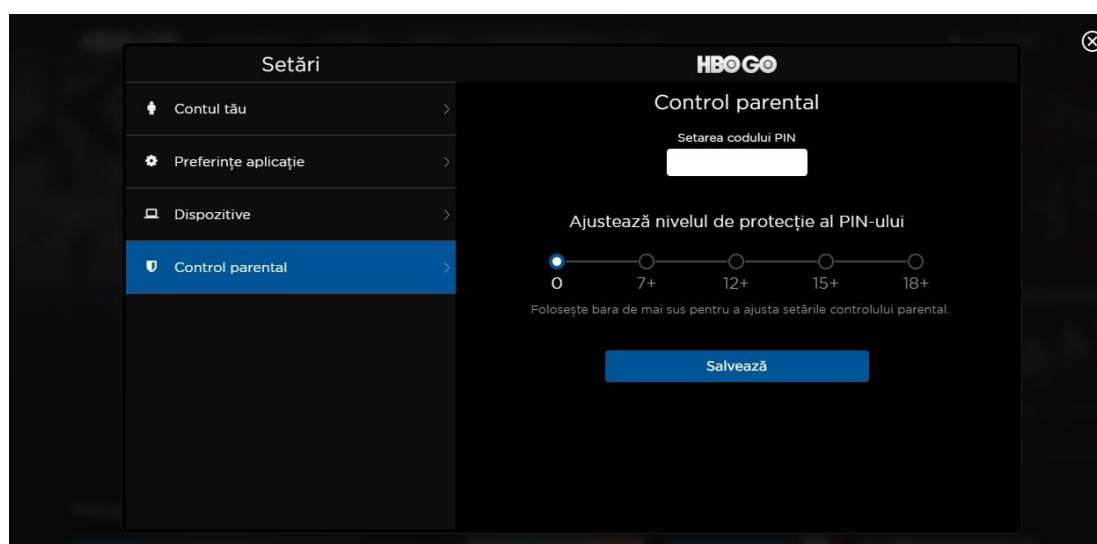 Setări
Contul tău
Preferințe aplicație
Dispozitive
Control parental
HBO GO
Control parental
Setarea codului PIN
Ajustează nivelul de protecție al PIN-ului
0 7+ 12+ 15+ 18+
Folosește bara de mai sus pentru a ajusta setările controlului parental.
Salvează